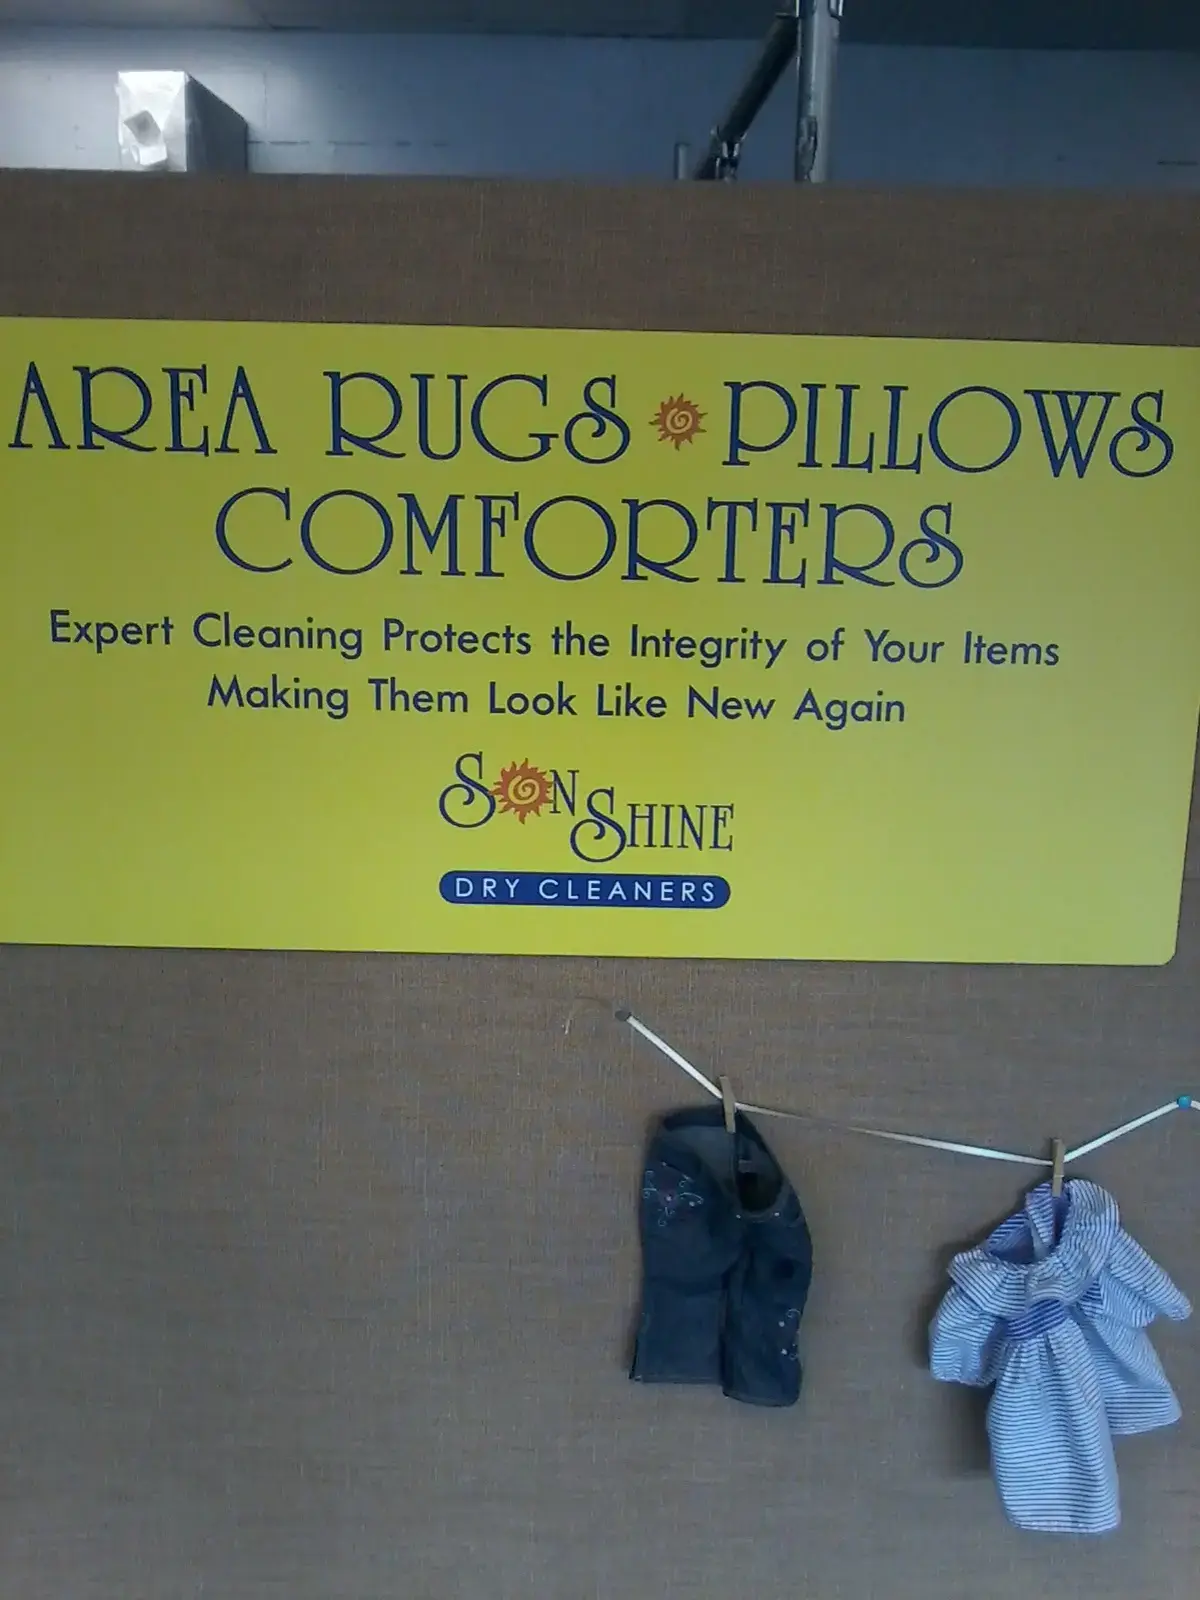 AREA RUGS PILLOWS
COMFORTERS
Expert Cleaning Protects the Integrity of Your Items
Making Them Look Like New Again
SON
SHINE
DRY CLEANERS